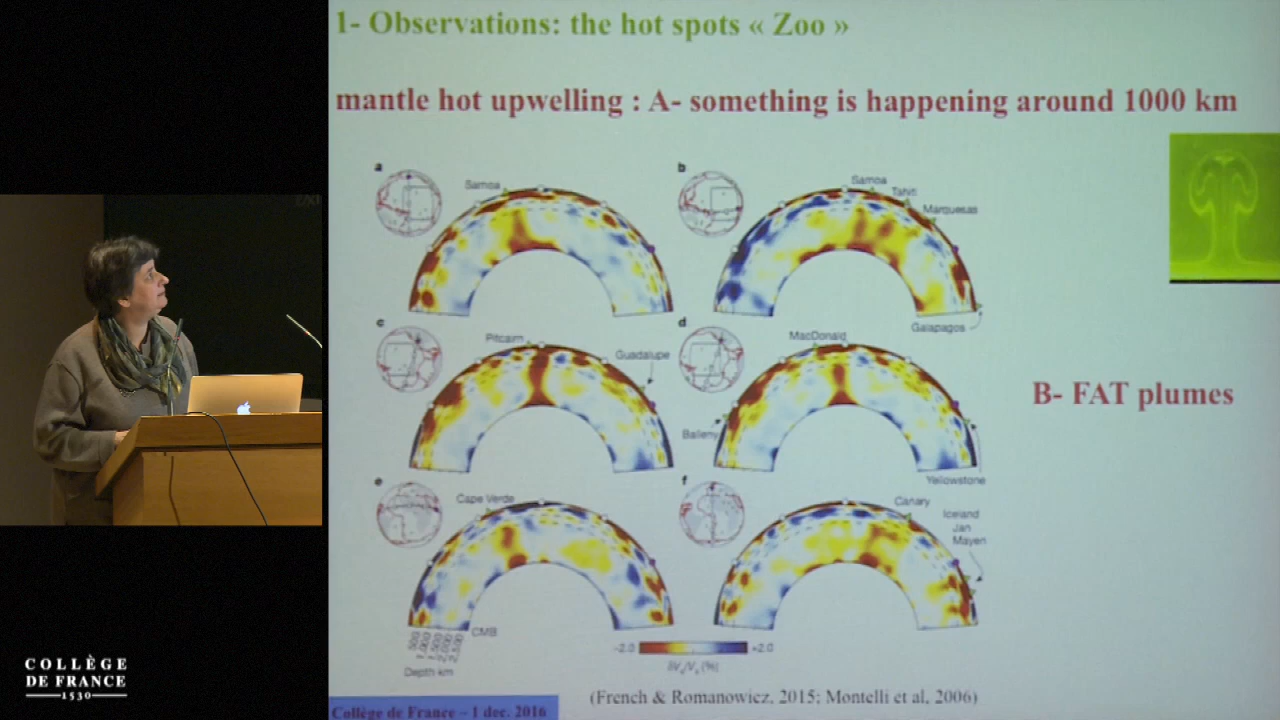 1- Observations: the hot spots « Zoo »
mantle hot upwelling : A- something is happening around 1000 km
a
Samoa
b
Samoa
Tahiti
Marquesas
Galapagos
c
Pitcairn
Guadalupe
d
MacDonald
Balleny
Yellowstone
B- FAT plumes
e
Cape Verde
f
Canary
Iceland
Jan
Mayen
CMB
Depth km
-2.0
+2.0
(%)
(French & Romanowicz, 2015; Montelli et al, 2006)
Collège de France – 1 dec. 2016
COLLÈGE
DE FRANCE
1530